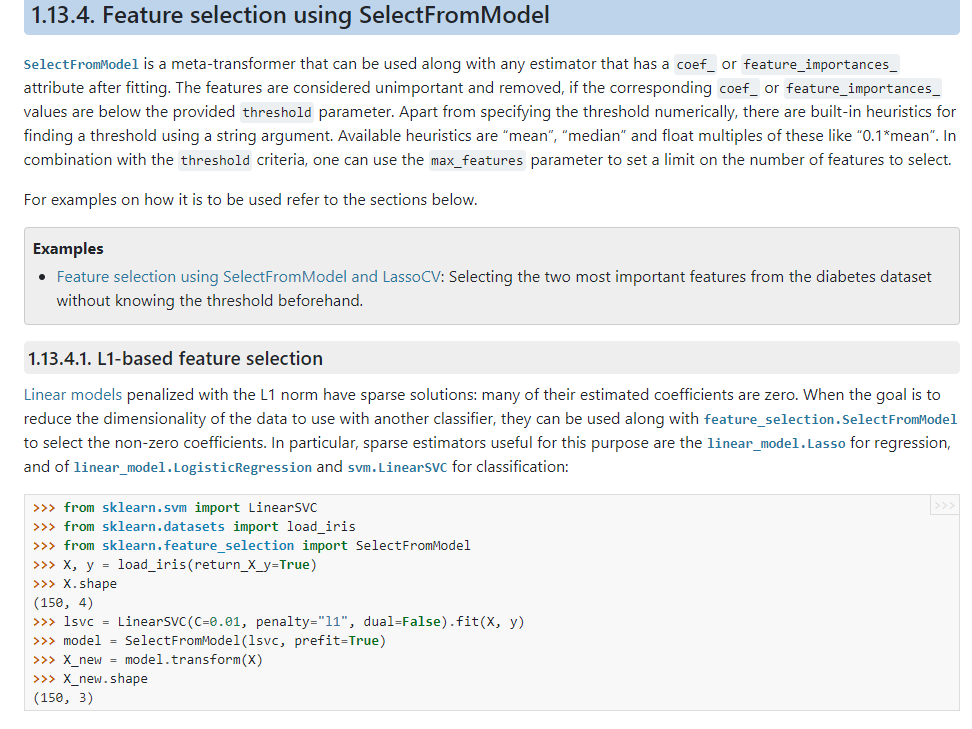 1.13.4. Feature selection using SelectFromModel
SelectFromModel is a meta-transformer that can be used along with any estimator that has a coef_ or feature_importances_
attribute after fitting. The features are considered unimportant and removed, if the corresponding coef_ or feature_importances_
values are below the provided threshold parameter. Apart from specifying the threshold numerically, there are built-in heuristics for
finding a threshold using a string argument. Available heuristics are “mean”, “median” and float multiples of these like “0.1*mean”. In
combination with the threshold criteria, one can use the max_features parameter to set a limit on the number of features to select.
For examples on how it is to be used refer to the sections below.
Examples
• Feature selection using SelectFromModel and LassoCV: Selecting the two most important features from the diabetes dataset
without knowing the threshold beforehand.
1.13.4.1. L1-based feature selection
Linear models penalized with the L1 norm have sparse solutions: many of their estimated coefficients are zero. When the goal is to
reduce the dimensionality of the data to use with another classifier, they can be used along with feature_selection.SelectFromModel
to select the non-zero coefficients. In particular, sparse estimators useful for this purpose are the linear_model.Lasso for regression,
and of linear_model.LogisticRegression and svm.LinearSVC for classification:
>>>
>>> from sklearn.svm import LinearSVC
>>> from sklearn.datasets import load_iris
>>> from sklearn.feature_selection import SelectFromModel
>>> X, y = load_iris(return_X_y=True)
>>> X.shape
(150, 4)
>>> lsvc = LinearSVC(C=0.01, penalty="l1", dual=False).fit(X, y)
>>> model = SelectFromModel(lsvc, prefit=True)
>>> X_new = model.transform(X)
>>> X_new.shape
(150, 3)